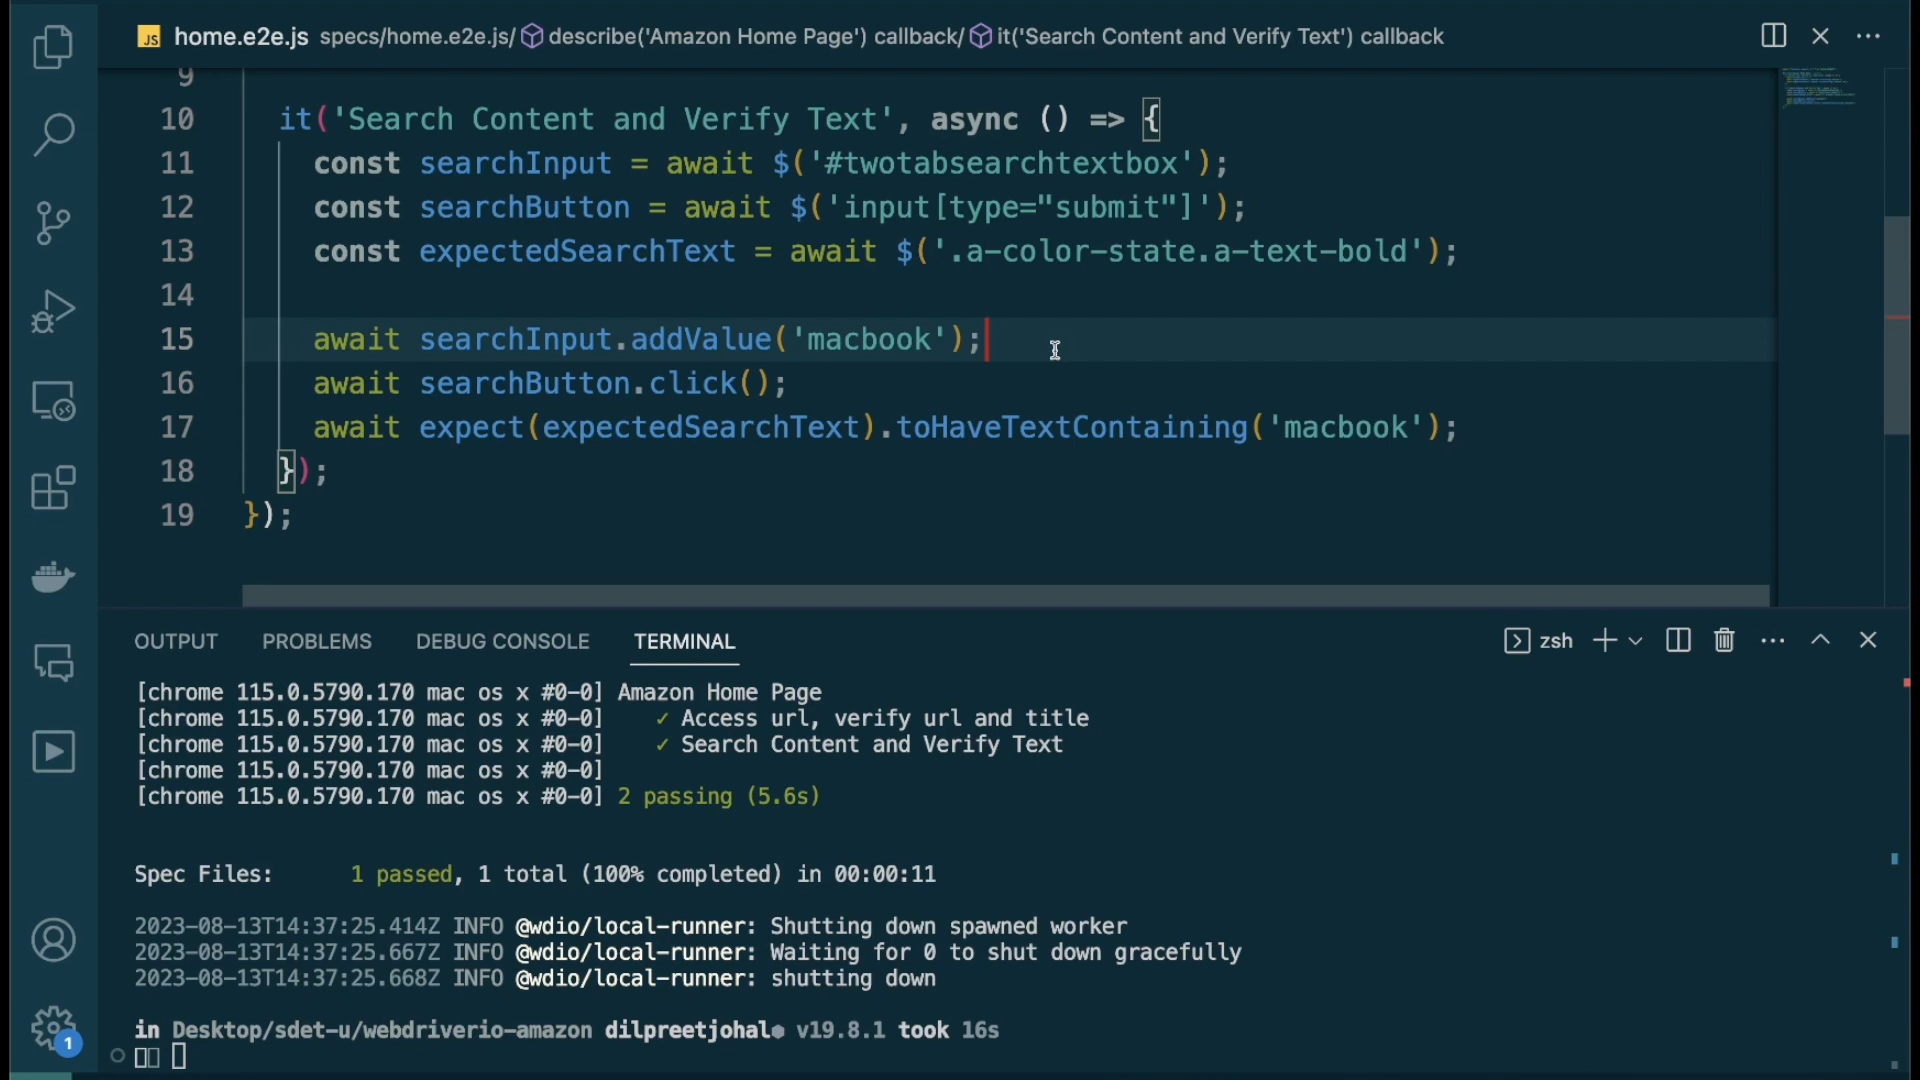 JS home.e2e.js specs/home.e2e.js/ describe('Amazon Home Page') callback/ it('Search Content and Verify Text') callback
9
10 it('Search Content and Verify Text', async () => {
11 const searchInput = await $('#twotabsearchtextbox');
12 const searchButton = await $('input[type="submit"]');
13 const expectedSearchText = await $('.a-color-state.a-text-bold');
14
15 await searchInput.addValue('macbook');
16 await searchButton.click();
17 await expect(expectedSearchText).toHaveTextContaining('macbook');
18 });
19 });
OUTPUT PROBLEMS DEBUG CONSOLE TERMINAL zsh
[chrome 115.0.5790.170 mac os x #0-0] Amazon Home Page
[chrome 115.0.5790.170 mac os x #0-0] ✓ Access url, verify url and title
[chrome 115.0.5790.170 mac os x #0-0] ✓ Search Content and Verify Text
[chrome 115.0.5790.170 mac os x #0-0]
[chrome 115.0.5790.170 mac os x #0-0] 2 passing (5.6s)
Spec Files: 1 passed, 1 total (100% completed) in 00:00:11
2023-08-13T14:37:25.414Z INFO @wdio/local-runner: Shutting down spawned worker
2023-08-13T14:37:25.667Z INFO @wdio/local-runner: Waiting for 0 to shut down gracefully
2023-08-13T14:37:25.668Z INFO @wdio/local-runner: shutting down
in Desktop/sdet-u/webdriverio-amazon dilpreetjohal v19.8.1 took 16s
1